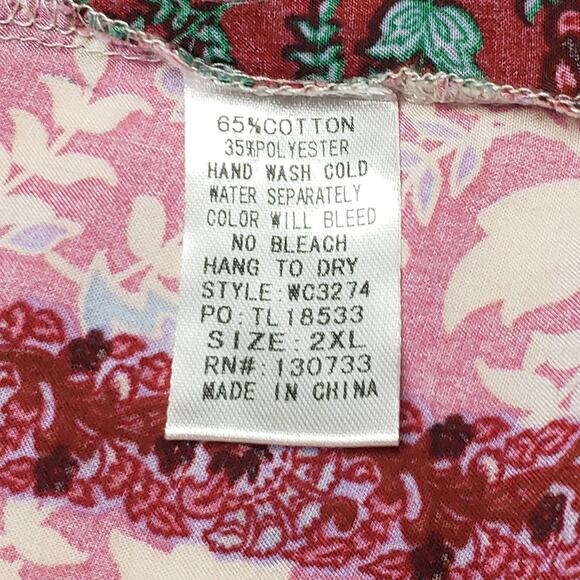 65%COTTON
35%POLYESTER
HAND WASH COLD
WATER SEPARATELY
COLOR WILL BLEED
NO BLEACH
HANG TO DRY
STYLE:WC3274
PO:TL18533
SIZE:2XL
RN#:130733
MADE IN CHINA